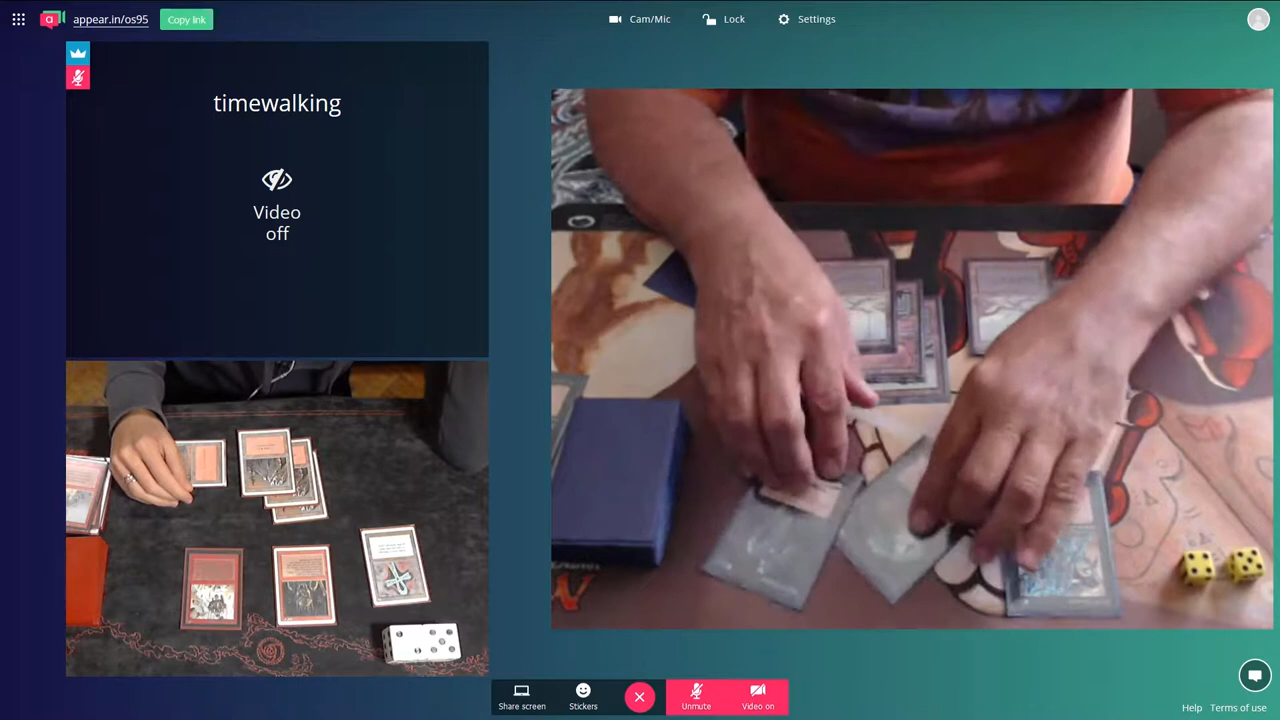 appear.in/os95
Copy link
Cam/Mic
Lock
Settings
timewalking
Video
off
Share screen
Stickers
Unmute
Video on
Help
Terms of use